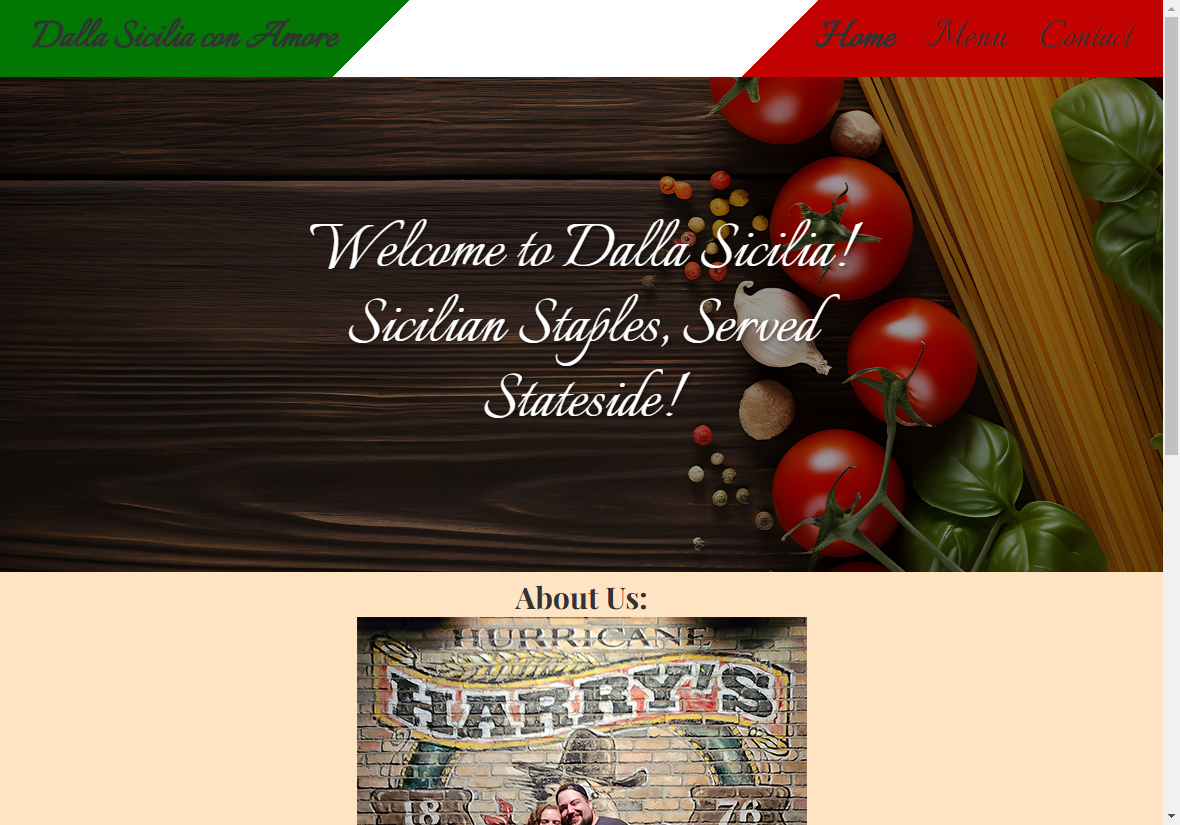 Dalla Sicilia con Amore
Home Menu Contact
Welcome to Dalla Sicilia!
Sicilian Staples, Served
Stateside!
About Us:
HURRICANE
HARRY'S
18 76